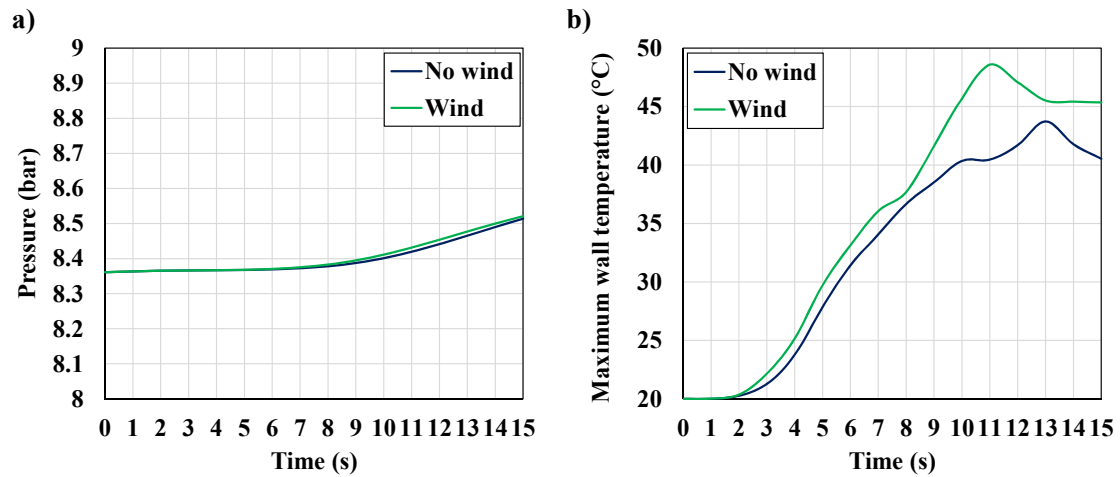 a)
Pressure (bar)
9
8.9
8.8
8.7
8.6
8.5
8.4
8.3
8.2
8.1
8
No wind
Wind
0 1 2 3 4 5 6 7 8 9 10 11 12 13 14 15
Time (s)
b)
Maximum wall temperature (°C)
50
45
40
35
30
25
20
No wind
Wind
0 1 2 3 4 5 6 7 8 9 10 11 12 13 14 15
Time (s)